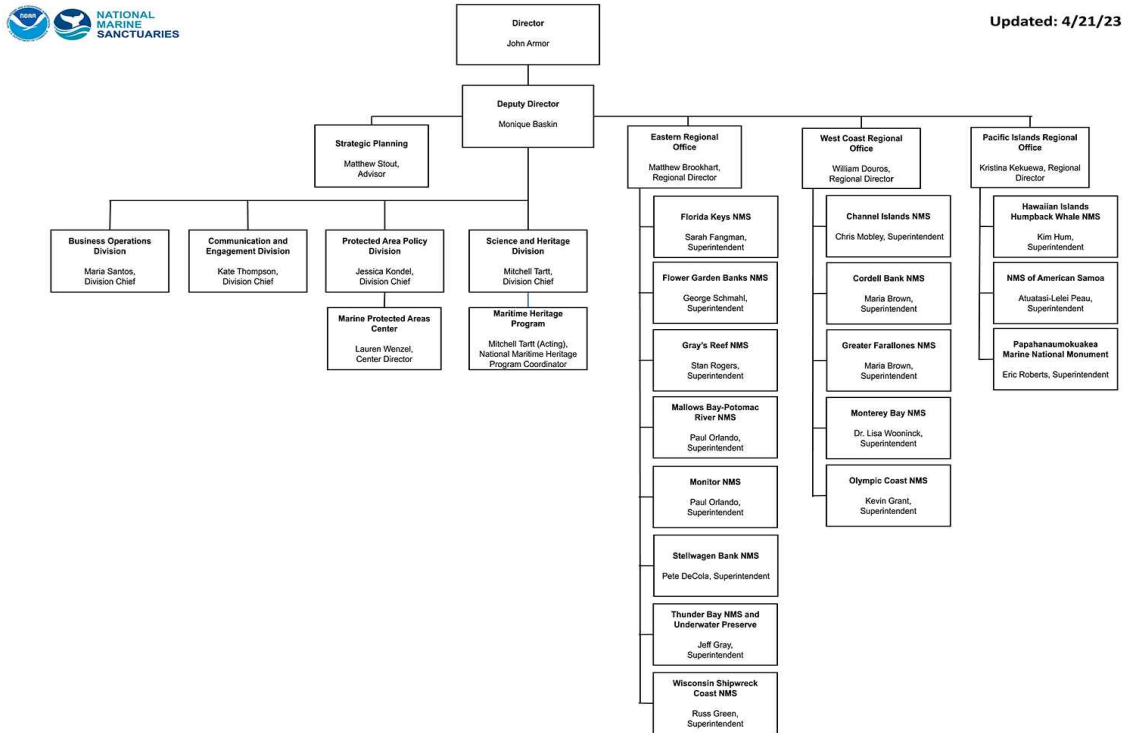 NOAA
NATIONAL
MARINE
SANCTUARIES
Updated: 4/21/23
Director
John Armor
Deputy Director
Monique Baskin
Strategic Planning
Matthew Stout,
Advisor
Eastern Regional
Office
Matthew Brookhart,
Regional Director
West Coast Regional
Office
William Douros,
Regional Director
Pacific Islands Regional
Office
Kristina Kekuewa, Regional
Director
Business Operations
Division
Maria Santos,
Division Chief
Communication and
Engagement Division
Kate Thompson,
Division Chief
Protected Area Policy
Division
Jessica Kondel,
Division Chief
Science and Heritage
Division
Mitchell Tartt,
Division Chief
Marine Protected Areas
Center
Lauren Wenzel,
Center Director
Maritime Heritage
Program
Mitchell Tartt (Acting),
National Maritime Heritage
Program Coordinator
Florida Keys NMS
Sarah Fangman,
Superintendent
Flower Garden Banks NMS
George Schmahl,
Superintendent
Gray's Reef NMS
Stan Rogers,
Superintendent
Mallows Bay-Potomac
River NMS
Paul Orlando,
Superintendent
Monitor NMS
Paul Orlando,
Superintendent
Stellwagen Bank NMS
Pete DeCola, Superintendent
Thunder Bay NMS and
Underwater Preserve
Jeff Gray,
Superintendent
Wisconsin Shipwreck
Coast NMS
Russ Green,
Superintendent
Channel Islands NMS
Chris Mobley, Superintendent
Cordell Bank NMS
Maria Brown,
Superintendent
Greater Farallones NMS
Maria Brown,
Superintendent
Monterey Bay NMS
Dr. Lisa Wooninck,
Superintendent
Olympic Coast NMS
Kevin Grant,
Superintendent
Hawaiian Islands
Humpback Whale NMS
Kim Hum,
Superintendent
NMS of American Samoa
Atuatasi-Lelei Peau,
Superintendent
Papahanaumokuakea
Marine National Monument
Eric Roberts, Superintendent